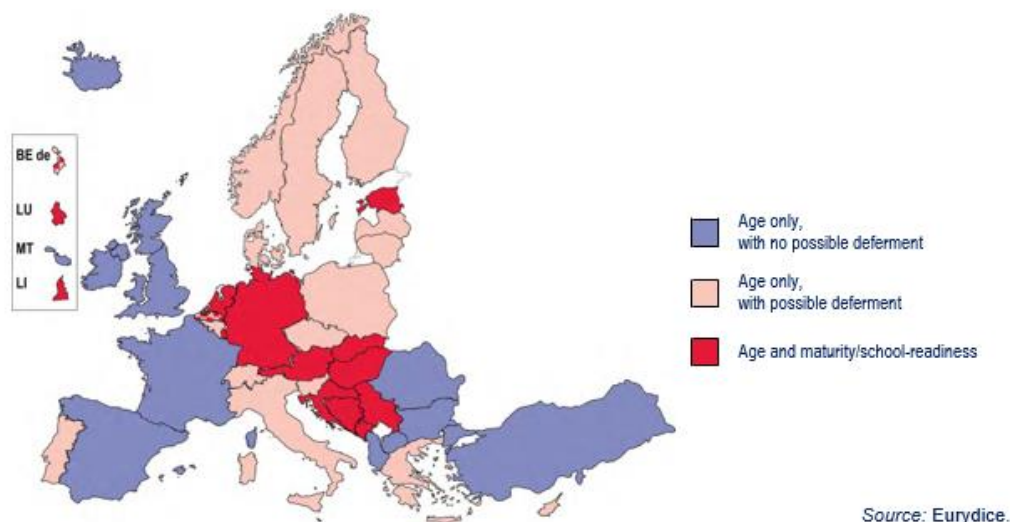 BE de
LU
MT
LI
Age only,
with no possible deferment
Age only,
with possible deferment
Age and maturity/school-readiness
Source: Eurydice.